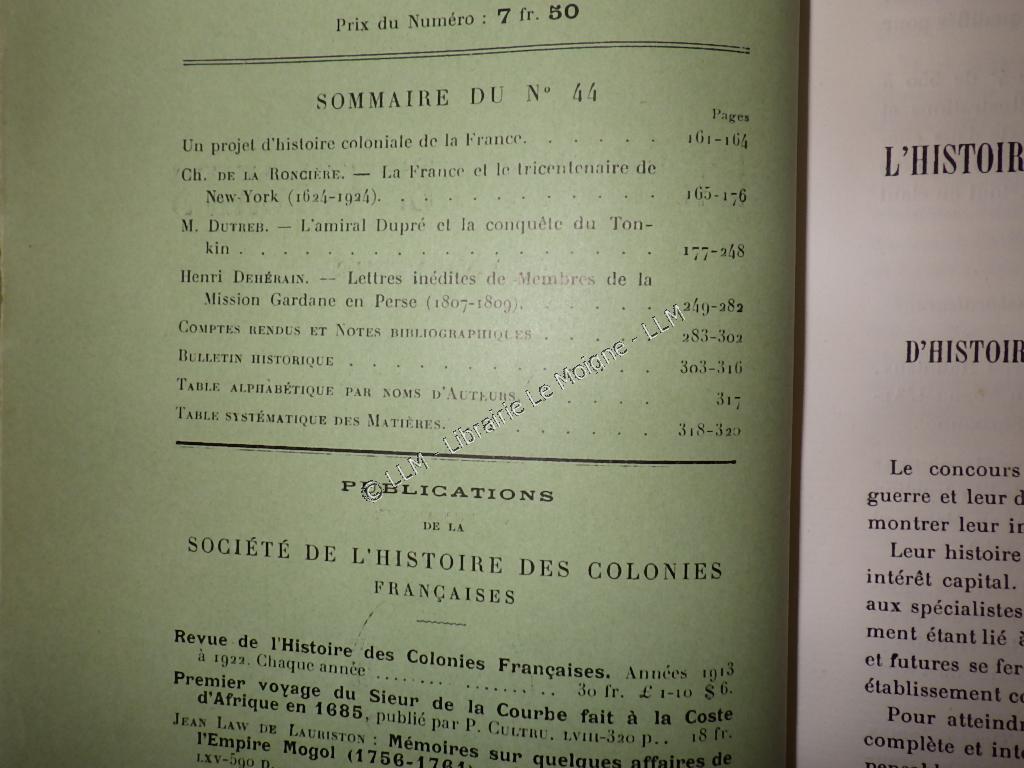 Prix du Numéro : 7 fr. 50
SOMMAIRE DU Nº 44
Pages
Un projet d'histoire coloniale de la France. . . . . . . 161-164
Ch. DE LA RONCIÈRE. — La France et le tricentenaire de
New-York (1624-1924). . . . . . . . . . . . . 165-176
M. DUTREB. — L'amiral Dupré et la conquête du Ton-
kin . . . . . . . . . . . . . . . . . . 177-248
Henri DEHÉRAIN. — Lettres inédites de Membres de la
Mission Gardane en Perse (1807-1809). . . . . . . 249-282
COMPTES RENDUS ET NOTES BIBLIOGRAPHIQUES . . . . . 283-302
BULLETIN HISTORIQUE . . . . . . . . . . . . . 303-316
TABLE ALPHABÉTIQUE PAR NOMS D'AUTEURS. . . . . . 317
TABLE SYSTÉMATIQUE DES MATIÈRES. . . . . . . . . 318-320
© LLM - Librairie Le Moigne - LLM
PUBLICATIONS
DE LA
SOCIÉTÉ DE L'HISTOIRE DES COLONIES
FRANÇAISES
Revue de l'Histoire des Colonies Françaises. Années 1913
à 1922. Chaque année . . . . . . . . . . . . . . . 30 fr. £ 1-10 $ 6.
Premier voyage du Sieur de la Courbe fait à la Coste
d'Afrique en 1685, publié par P. CULTRU. LVIII-320 p. . 18 fr.
JEAN LAW DE LAURISTON : Mémoires sur quelques affaires de
l'Empire Mogol (1756-1761)
LXV-590 p.
L'HISTOIR
D'HISTOIR
Le concours
guerre et leur d
montrer leur in
Leur histoire
intérêt capital.
aux spécialistes
ment étant lié à
et futures se fer
établissement co
Pour atteindr
complète et inte